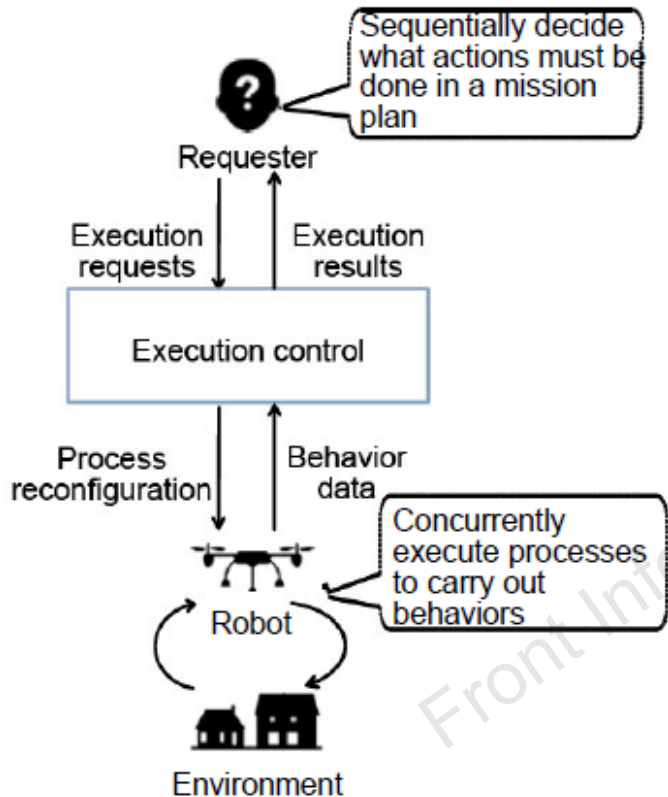 Sequentially decide
what actions must be
done in a mission
plan
?
Requester
Execution
requests
Execution
results
Execution control
Process
reconfiguration
Behavior
data
Concurrently
execute processes
to carry out
behaviors
Robot
Environment
Front